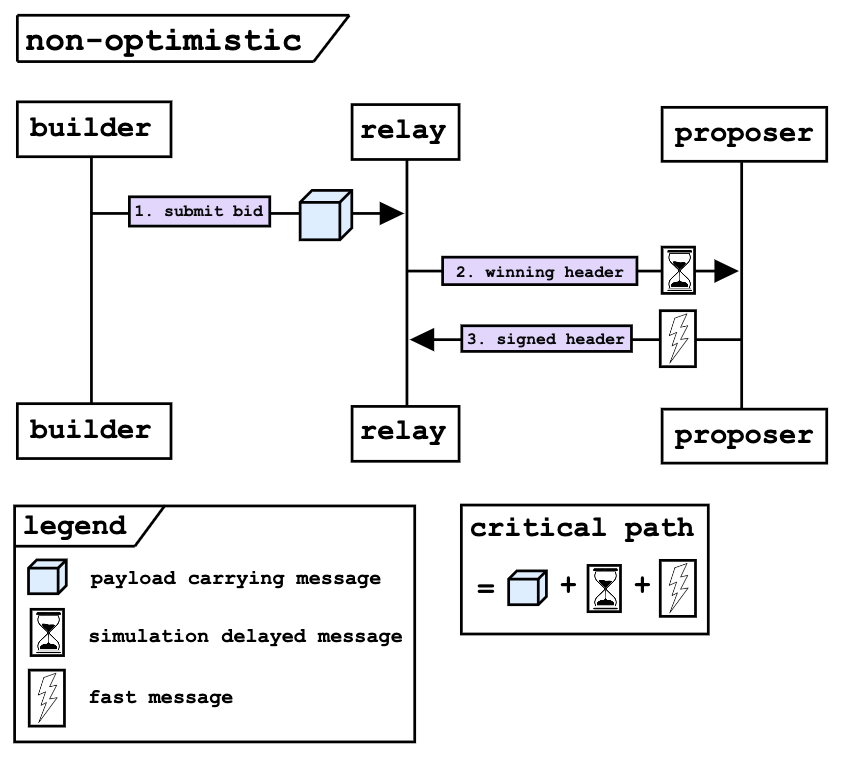 non-optimistic
builder
relay
proposer
1. submit bid
2. winning header
3. signed header
builder
relay
proposer
legend
payload carrying message
simulation delayed message
fast message
critical path
= + +